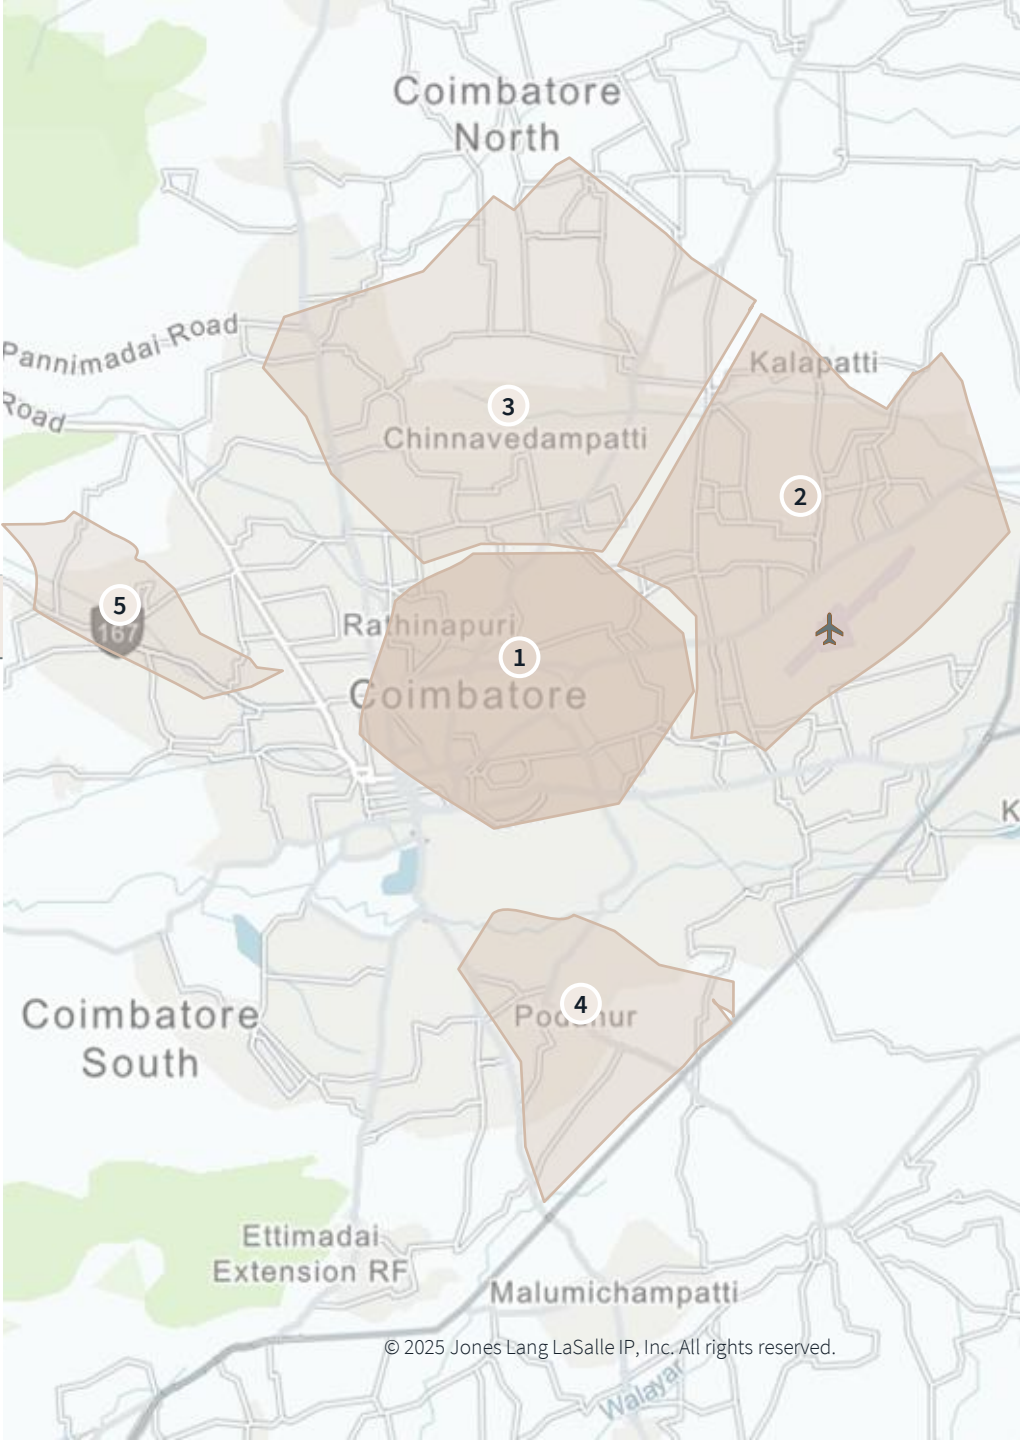 Coimbatore
North
Pannimadai Road
Road
Kalapatti
3
Chinnavedampatti
2
5
167
Rathinapuri
1
Coimbatore
K
4
Podanur
Coimbatore
South
Ettimadai
Extension RF
Malumichampatti
© 2025 Jones Lang LaSalle IP, Inc. All rights reserved.
Walayar